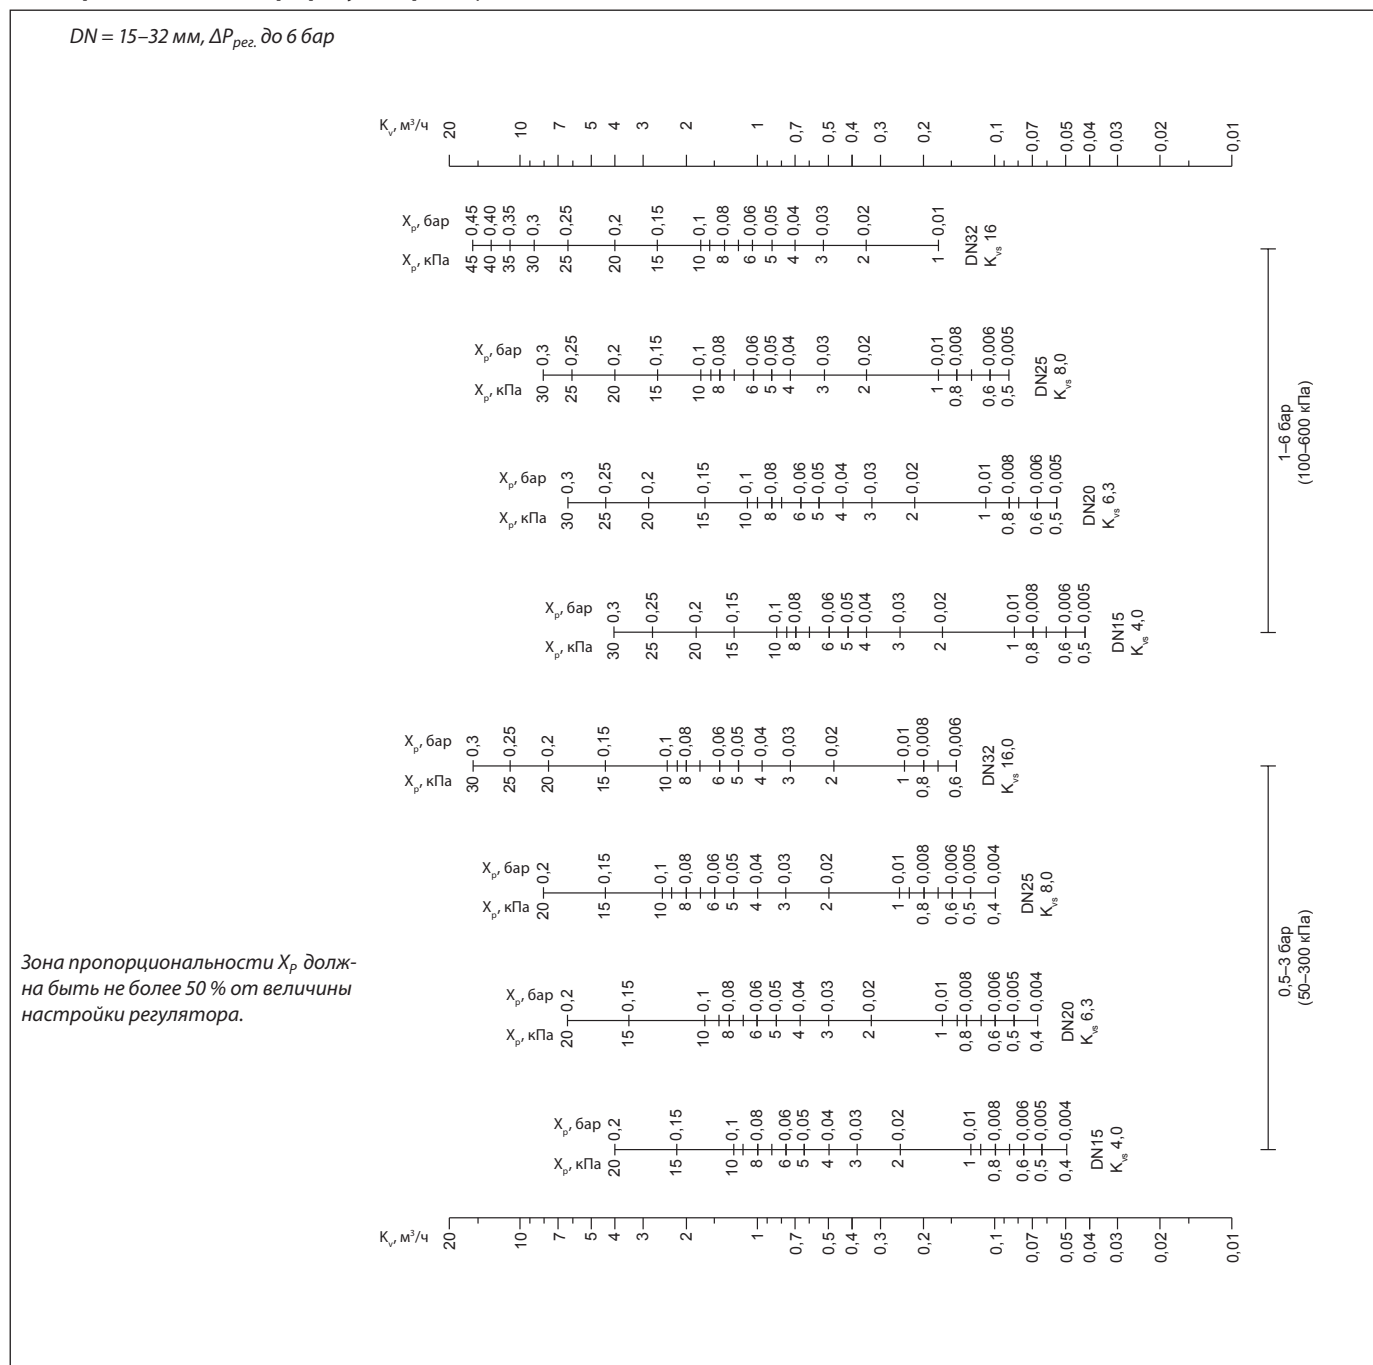 DN = 15–32 мм, ΔPрег. до 6 бар
Kv, м³/ч 20 10 7 5 4 3 2 1 0,7 0,5 0,4 0,3 0,2 0,1 0,07 0,05 0,04 0,03 0,02 0,01
Xp, бар 0,45 0,40 0,35 0,3 0,25 0,2 0,15 0,1 0,08 0,06 0,05 0,04 0,03 0,02 0,01
Xp, кПа 45 40 35 30 25 20 15 10 8 6 5 4 3 2 1
DN32
Kvs 16
Xp, бар 0,3 0,25 0,2 0,15 0,1 0,08 0,06 0,05 0,04 0,03 0,02 0,01 0,008 0,006 0,005
Xp, кПа 30 25 20 15 10 8 6 5 4 3 2 1 0,8 0,6 0,5
DN25
Kvs 8,0
Xp, бар 0,3 0,25 0,2 0,15 0,1 0,08 0,06 0,05 0,04 0,03 0,02 0,01 0,008 0,006 0,005
Xp, кПа 30 25 20 15 10 8 6 5 4 3 2 1 0,8 0,6 0,5
DN20
Kvs 6,3
Xp, бар 0,3 0,25 0,2 0,15 0,1 0,08 0,06 0,05 0,04 0,03 0,02 0,01 0,008 0,006 0,005
Xp, кПа 30 25 20 15 10 8 6 5 4 3 2 1 0,8 0,6 0,5
DN15
Kvs 4,0
1–6 бар
(100–600 кПа)
Xp, бар 0,3 0,25 0,2 0,15 0,1 0,08 0,06 0,05 0,04 0,03 0,02 0,01 0,008 0,006
Xp, кПа 30 25 20 15 10 8 6 5 4 3 2 1 0,8 0,6
DN32
Kvs 16,0
Xp, бар 0,2 0,15 0,1 0,08 0,06 0,05 0,04 0,03 0,02 0,01 0,008 0,006 0,005 0,004
Xp, кПа 20 15 10 8 6 5 4 3 2 1 0,8 0,6 0,5 0,4
DN25
Kvs 8,0
Зона пропорциональности XP долж-
на быть не более 50 % от величины
настройки регулятора.
Xp, бар 0,2 0,15 0,1 0,08 0,06 0,05 0,04 0,03 0,02 0,01 0,008 0,006 0,005 0,004
Xp, кПа 20 15 10 8 6 5 4 3 2 1 0,8 0,6 0,5 0,4
DN20
Kvs 6,3
Xp, бар 0,2 0,15 0,1 0,08 0,06 0,05 0,04 0,03 0,02 0,01 0,008 0,006 0,005 0,004
Xp, кПа 20 15 10 8 6 5 4 3 2 1 0,8 0,6 0,5 0,4
DN15
Kvs 4,0
0,5–3 бар
(50–300 кПа)
Kv, м³/ч 20 10 7 5 4 3 2 1 0,7 0,5 0,4 0,3 0,2 0,1 0,07 0,05 0,04 0,03 0,02 0,01